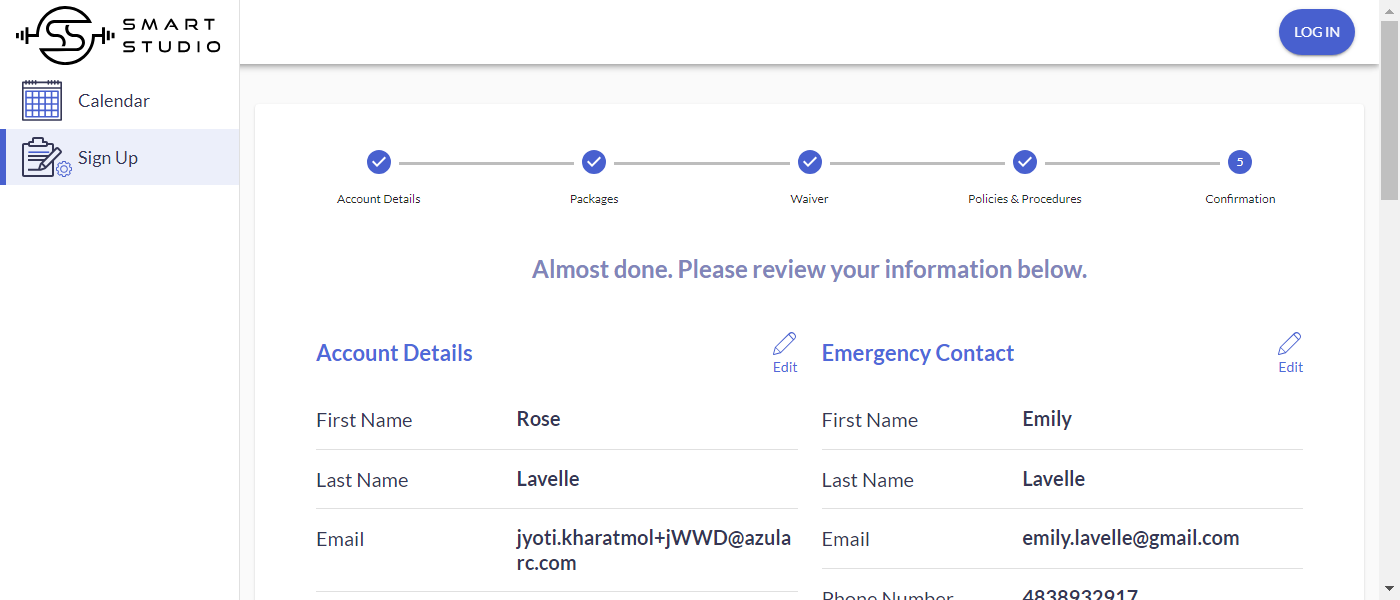 SMART
STUDIO
LOG IN
Calendar
Sign Up
5
Account Details
Packages
Waiver
Policies & Procedures
Confirmation
Almost done. Please review your information below.
Account Details
Edit
Emergency Contact
Edit
First Name
Rose
First Name
Emily
Last Name
Lavelle
Last Name
Lavelle
Email
jyoti.kharatmol+jWWD@azula
rc.com
Email
emily.lavelle@gmail.com
Phone Number
4838932917